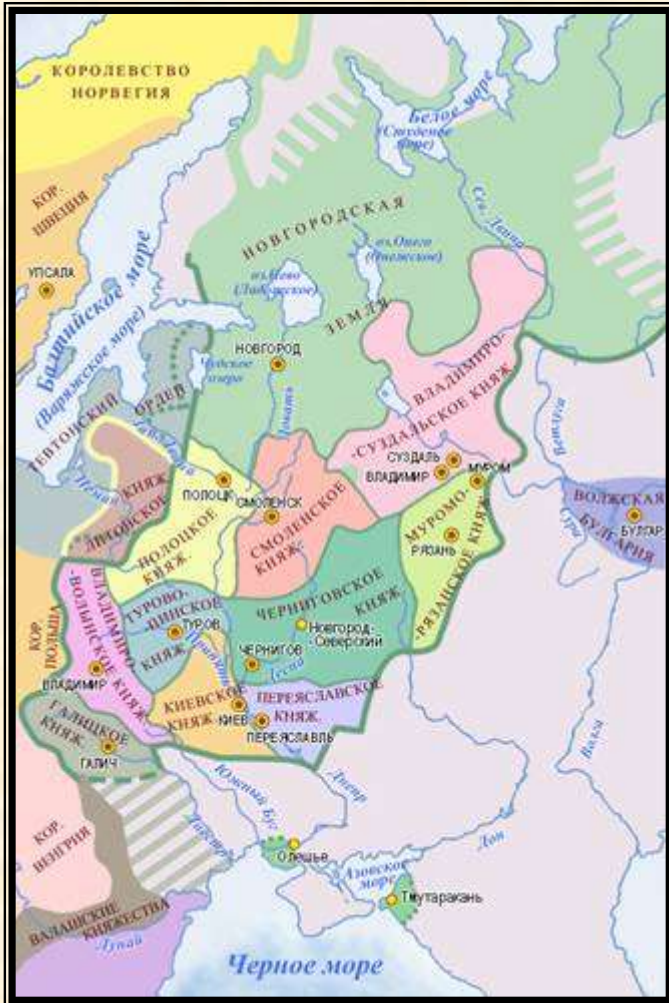 КОРОЛЕВСТВО
НОРВЕГИЯ
Белое море
(Студеное
море)
КОР.
ШВЕЦИЯ
Сев. Двина
НОВГОРОДСКАЯ
ЗЕМЛЯ
оз.Онего
(Онежское)
УПСАЛА
оз.Нево
(Ладожское)
Балтийское море
(Варяжское море)
НОВГОРОД
Чудское
озеро
Ловать
ВЛАДИМИРО-
-СУЗДАЛЬСКОЕ КНЯЖ.
Ветлуга
ТЕВТОНСКИЙ
ОРДЕН
Зап.Двина
СУЗДАЛЬ
ВЛАДИМИР
МУРОМ
Неман
ЛИТОВСКОЕ
КНЯЖ.
ПОЛОЦК
СМОЛЕНСК
ПОЛОЦКОЕ
КНЯЖ.
СМОЛЕНСКОЕ
КНЯЖ.
МУРОМО-
РЯЗАНЬ
-РЯЗАНСКОЕ КНЯЖ.
ВОЛЖСКАЯ
БУЛГАР
БУЛГАРИЯ
КОР.
ПОЛЬША
ВЛАДИМИРО-
-ВОЛЫНСКОЕ КНЯЖ.
ВЛАДИМИР
ТУРОВО-
-ПИНСКОЕ
КНЯЖ.
ТУРОВ
Припять
ЧЕРНИГОВСКОЕ
КНЯЖ.
Новгород-
-Северский
ЧЕРНИГОВ
Десна
КИЕВСКОЕ
КНЯЖ.
КИЕВ
ПЕРЕЯСЛАВСКОЕ
КНЯЖ.
ПЕРЕЯСЛАВЛЬ
ГАЛИЦКОЕ
КНЯЖ.
ГАЛИЧ
Волга
Южный Буг
Днепр
Днестр
Дон
КОР.
ВЕНГРИЯ
Олешье
Азовское
море
Тмутаракань
ВАЛАШСКИЕ
КНЯЖЕСТВА
Дунай
Черное море